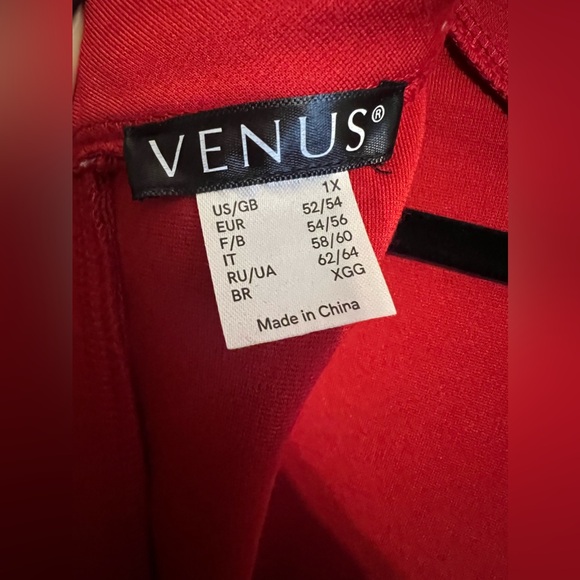 VENUS®
US/GB 1X
EUR 52/54
F/B 54/56
IT 58/60
RU/UA 62/64
BR XGG
Made in China